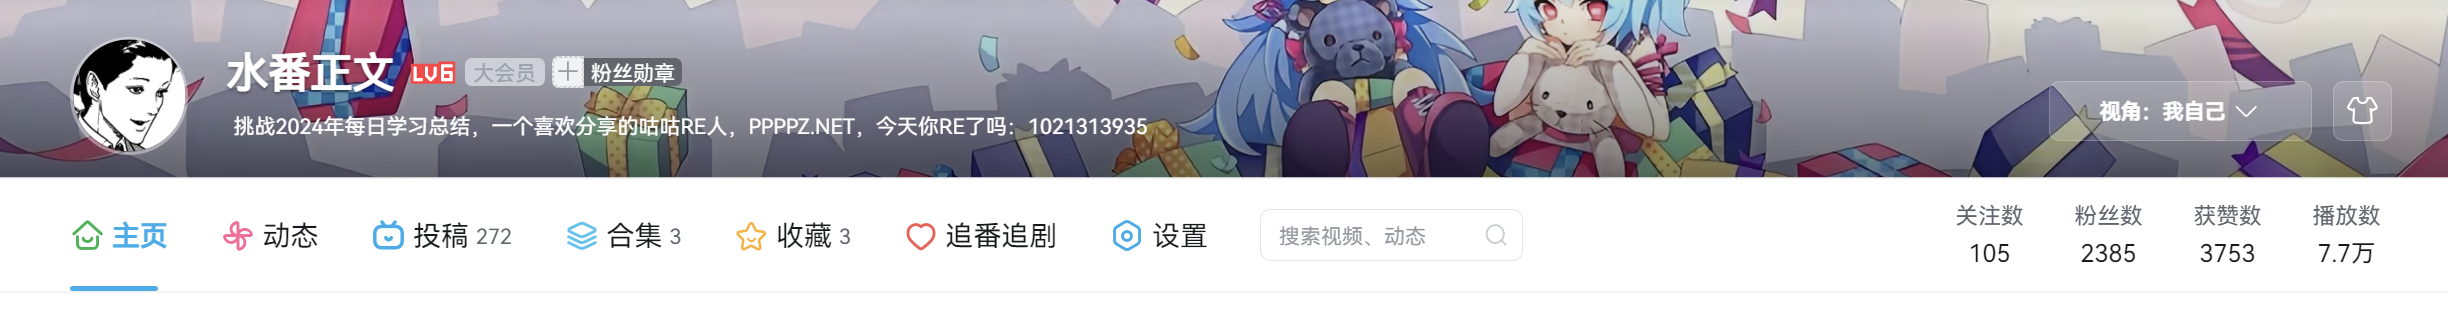 水番正文 LV6 大会员 粉丝勋章
挑战2024年每日学习总结，一个喜欢分享的咕咕RE人，PPPPZ.NET，今天你RE了吗：1021313935
视角：我自己
主页 动态 投稿 272 合集 3 收藏 3 追番追剧 设置 搜索视频、动态
关注数 粉丝数 获赞数 播放数
105 2385 3753 7.7万